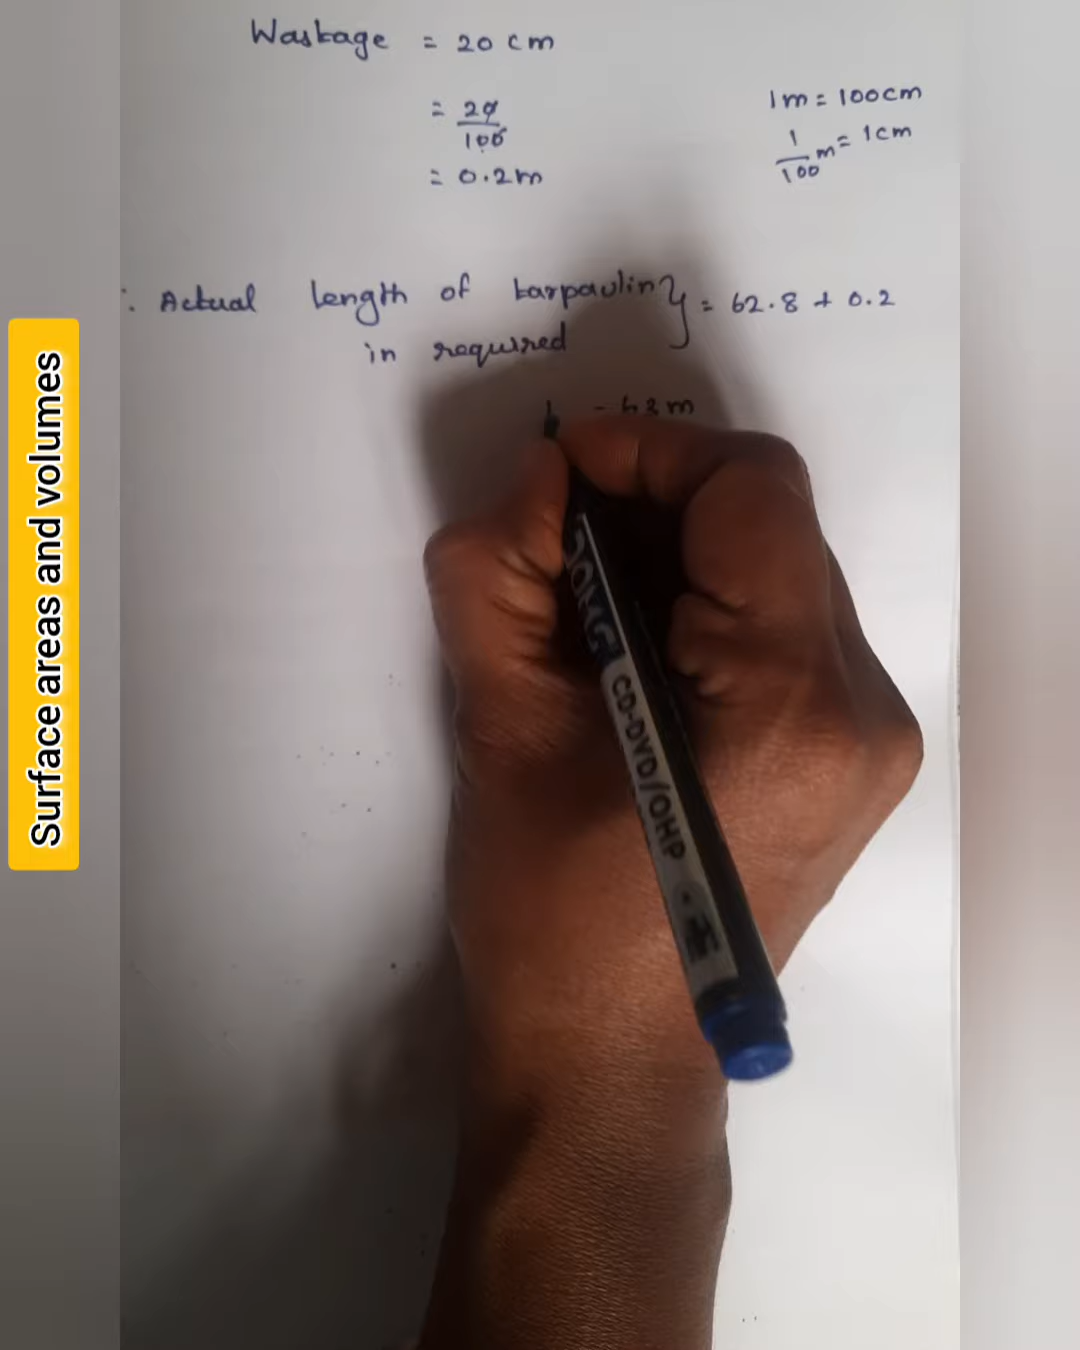 Wastage = 20 cm
= 20/100
= 0.2m
1m = 100cm
1/100 m = 1cm
∴ Actual length of tarpaulin } = 62.8 + 0.2
in required
= 63m
Surface areas and volumes
DOMS CD-DVD/OHP